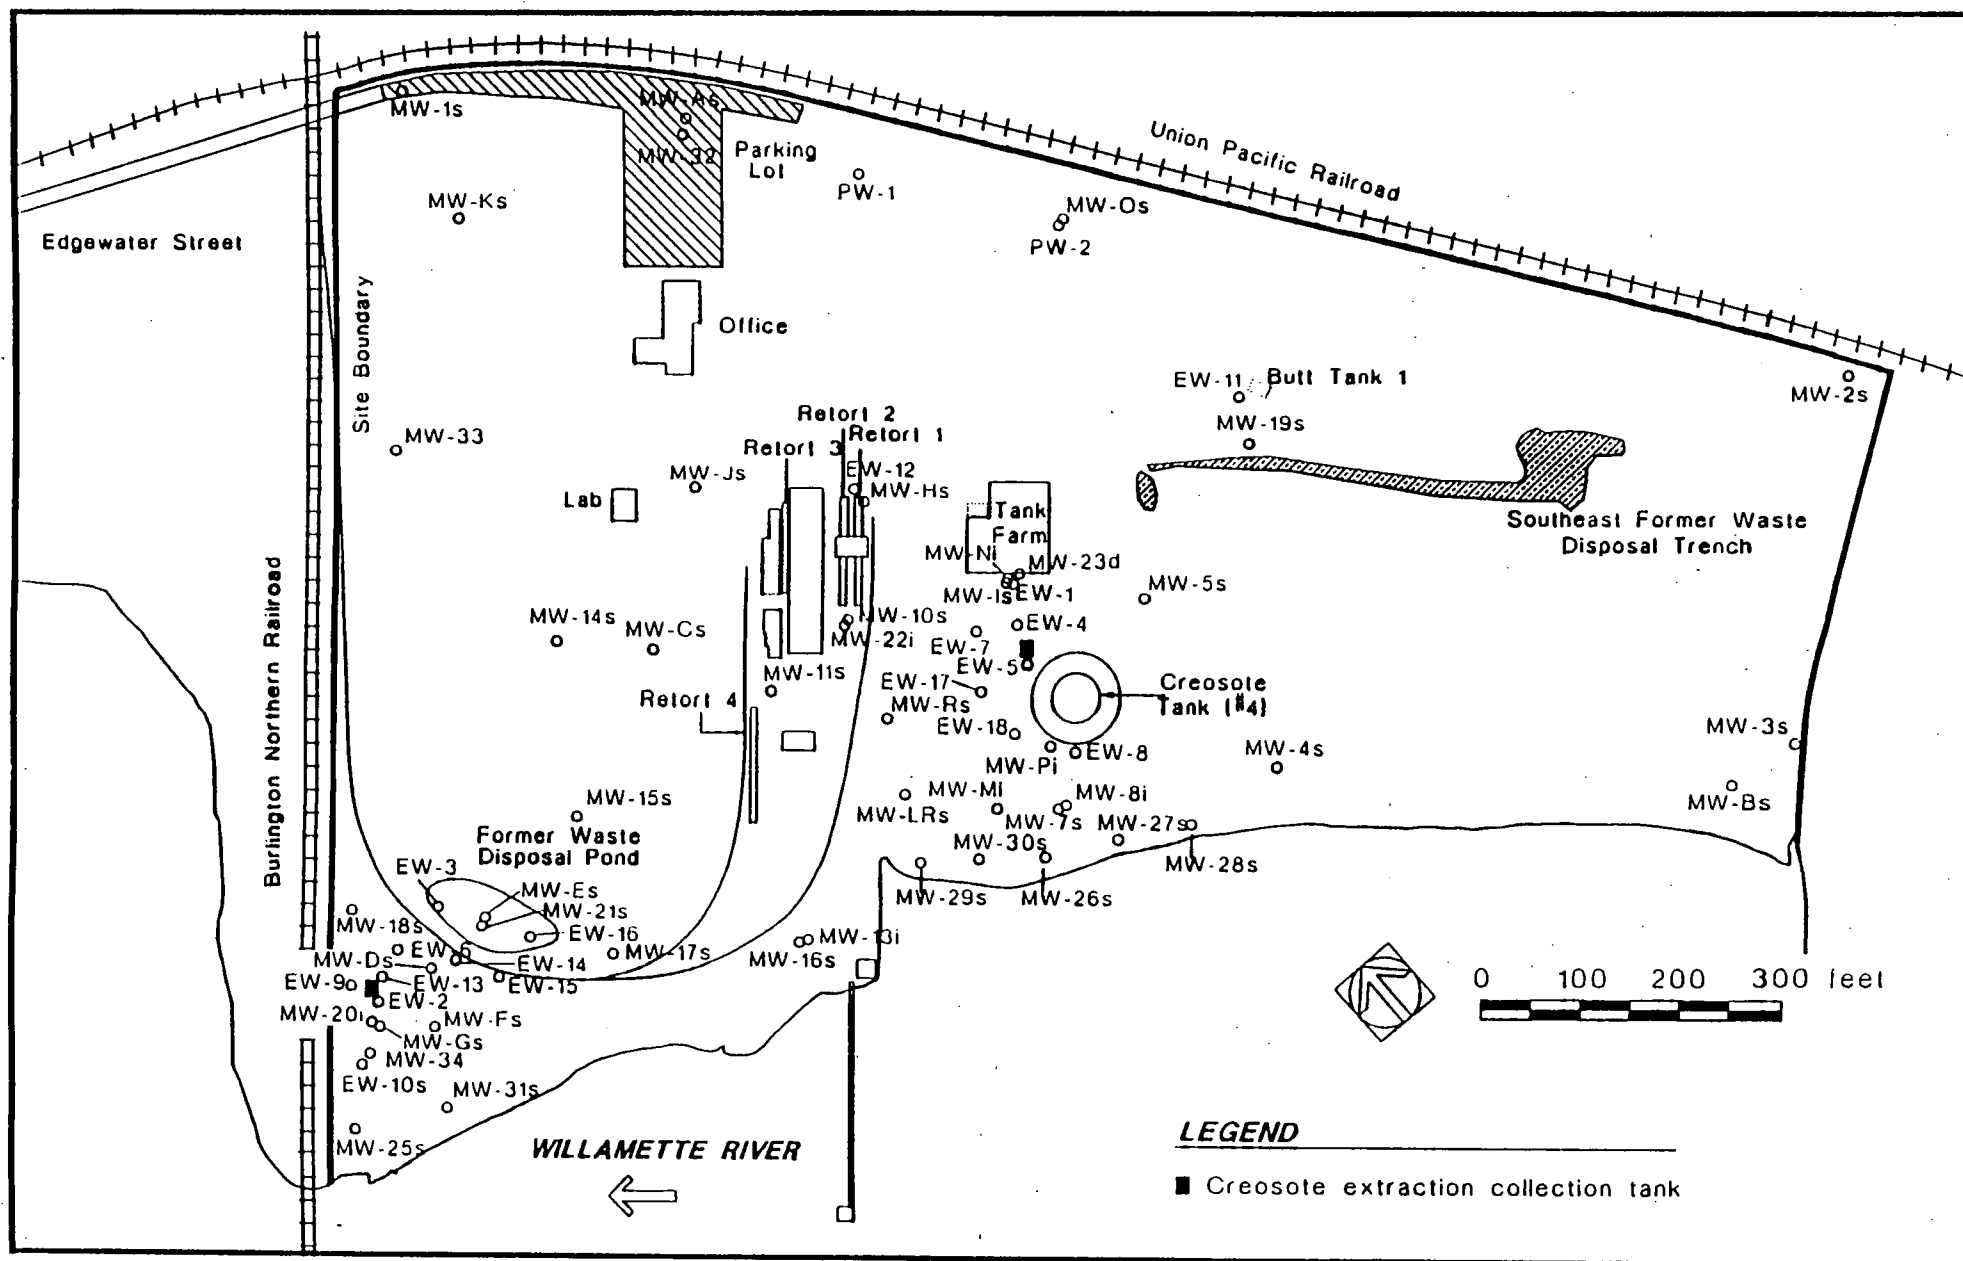 MW-1s
MW-As
MW-32
Parking
Lot
Union Pacific Railroad
PW-1
MW-Ks
MW-Os
PW-2
Edgewater Street
Site Boundary
Office
EW-11
Butt Tank 1
MW-2s
Retort 2
Retort 1
Retort 3
MW-19s
MW-33
EW-12
MW-Js
MW-Hs
Lab
Tank
Farm
Southeast Former Waste
Disposal Trench
MW-Ni
MW-23d
MW-Is
EW-1
MW-5s
Burlington Northern Railroad
MW-14s
MW-Cs
MW-10s
MW-22i
EW-4
EW-7
EW-5
MW-11s
EW-17
Retort 4
MW-Rs
Creosote
Tank (#4)
EW-18
MW-3s
EW-8
MW-4s
MW-Pi
MW-15s
MW-Mi
MW-8i
MW-Bs
MW-LRs
MW-7s
MW-27s
Former Waste
Disposal Pond
MW-30s
MW-28s
EW-3
MW-Es
MW-29s
MW-26s
MW-21s
MW-18s
EW-16
MW-13i
EW-6
MW-17s
MW-16s
MW-Ds
EW-14
EW-9
EW-13
EW-15
EW-2
0 100 200 300 feet
MW-20i
MW-Fs
MW-Gs
MW-34
EW-10s
MW-31s
MW-25s
WILLAMETTE RIVER
LEGEND
Creosote extraction collection tank